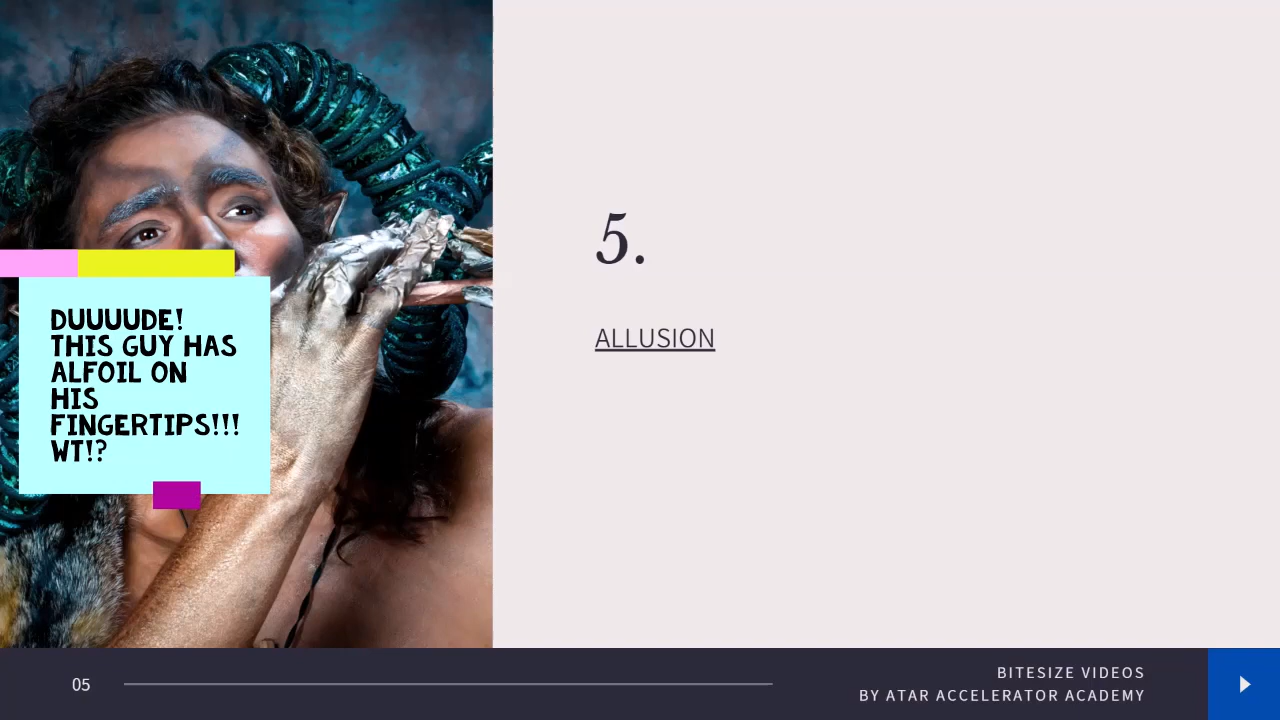 DUUUUDE!
THIS GUY HAS
ALFOIL ON
HIS
FINGERTIPS!!!
WT!?
5.
ALLUSION
05
BITESIZE VIDEOS
BY ATAR ACCELERATOR ACADEMY